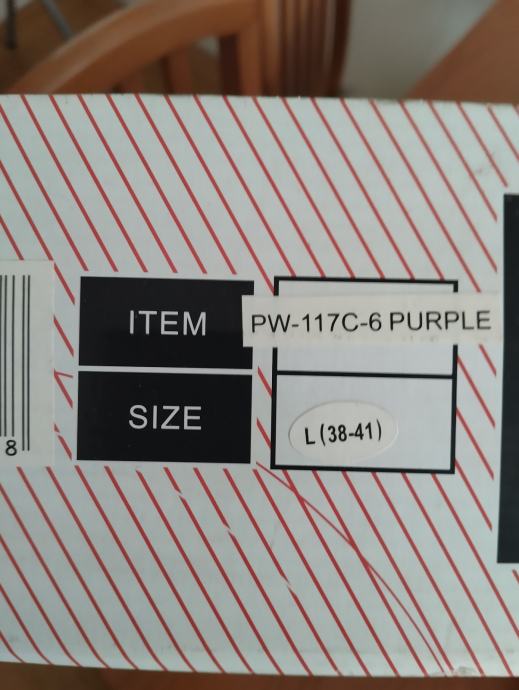 ITEM
PW-117C-6 PURPLE
SIZE
L (38-41)
8